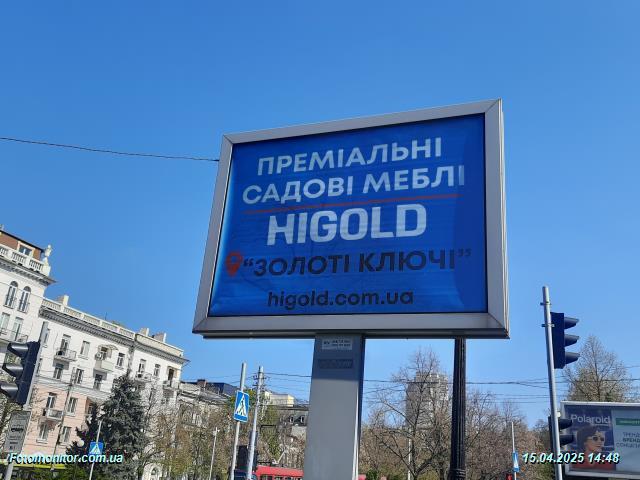 ПРЕМІАЛЬНІ
САДОВІ МЕБЛІ
HIGOLD
"ЗОЛОТІ КЛЮЧІ"
higold.com.ua
Polaroid
Fotomonitor.com.ua
15.04.2025 14:48